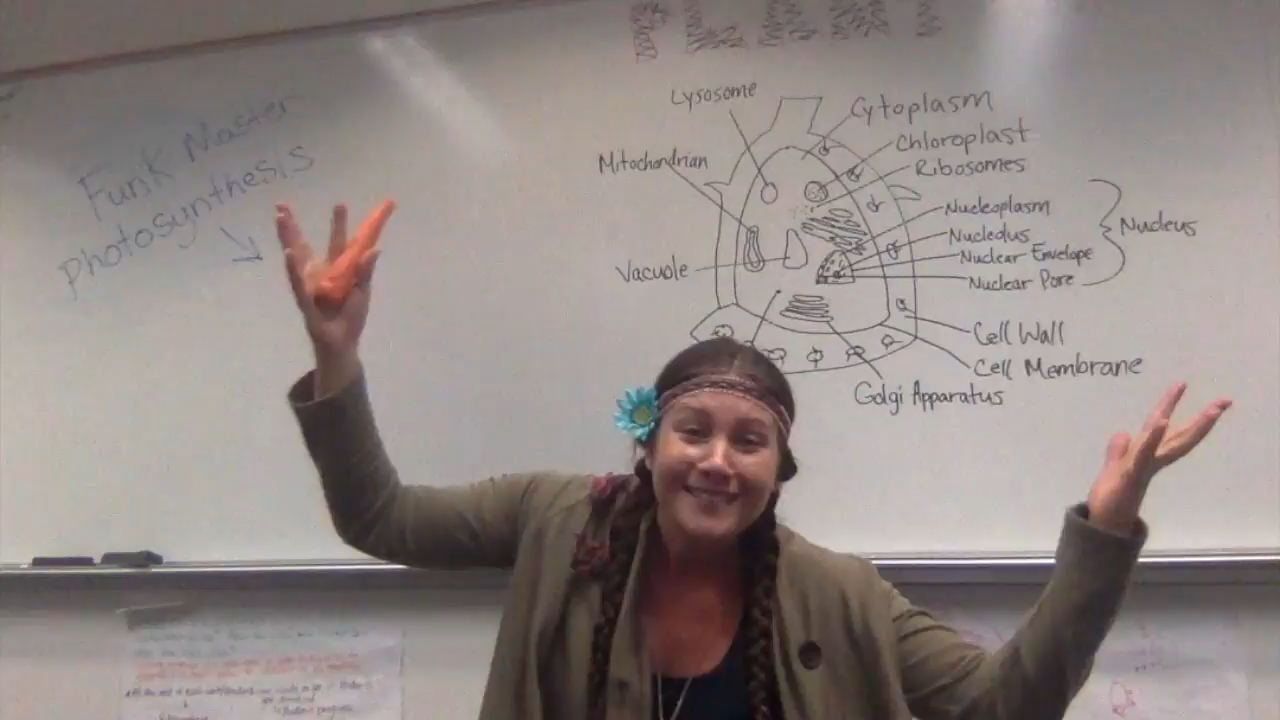 PLANT
Funk Master
photosynthesis
Lysosome
Cytoplasm
Chloroplast
Mitochondrian
Ribosomes
Nucleoplasm
Nucleolus
Nucleus
Nuclear Envelope
Vacuole
Nuclear Pore
Cell Wall
Cell Membrane
Golgi Apparatus